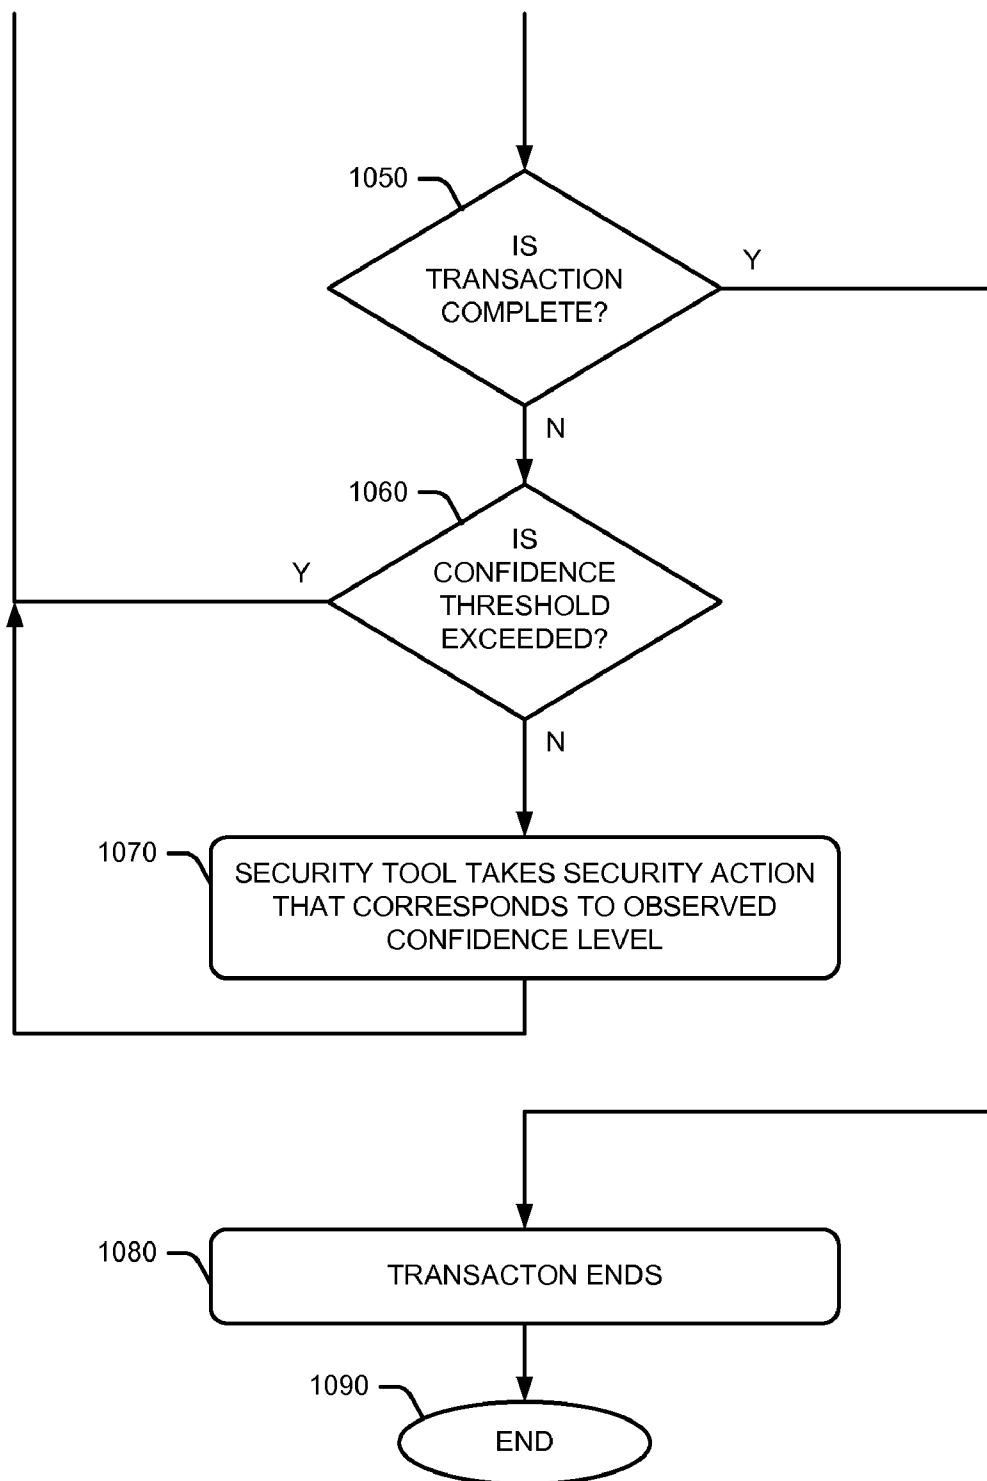 1050
IS
TRANSACTION
COMPLETE?
Y
N
1060
IS
CONFIDENCE
THRESHOLD
EXCEEDED?
Y
N
1070
SECURITY TOOL TAKES SECURITY ACTION
THAT CORRESPONDS TO OBSERVED
CONFIDENCE LEVEL
1080
TRANSACTON ENDS
1090
END